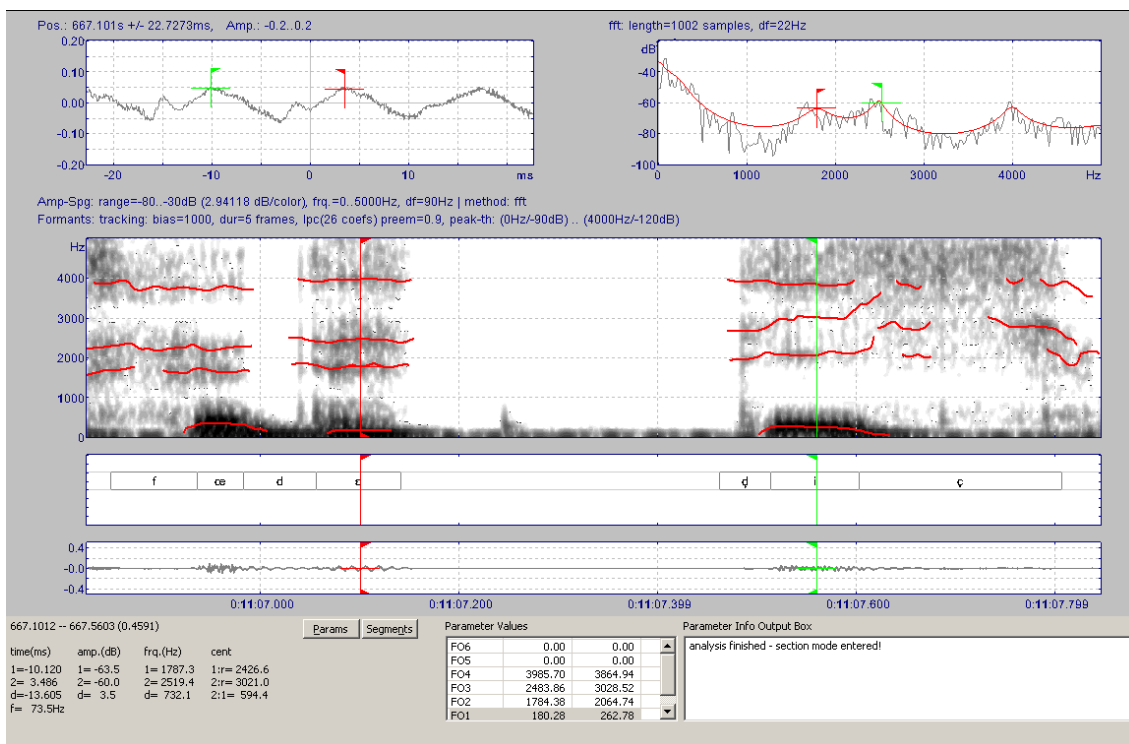 Pos.: 667.101s +/- 22.7273ms, Amp.: -0.2..0.2
fft: length=1002 samples, df=22Hz
0.20
0.10
0.00
-0.10
-0.20
-20 -10 0 10 ms
dB
-40
-60
-80
-100
0 1000 2000 3000 4000 Hz
Amp-Spg: range=-80..-30dB (2.94118 dB/color), frq.=0..5000Hz, df=90Hz | method: fft
Formants: tracking: bias=1000, dur=5 frames, lpc(26 coefs) preem=0.9, peak-th: (0Hz/-90dB) .. (4000Hz/-120dB)
Hz
4000
3000
2000
1000
0
f œ d ɛ d̥ i ç
0.4
-0.0
-0.4
0:11:07.000 0:11:07.200 0:11:07.399 0:11:07.600 0:11:07.799
667.1012 -- 667.5603 (0.4591)
Params Segments
Parameter Values
Parameter Info Output Box
time(ms) amp.(dB) frq.(Hz) cent
1=-10.120 1= -63.5 1= 1787.3 1:r= 2426.6
2= 3.486 2= -60.0 2= 2519.4 2:r= 3021.0
d=-13.605 d= 3.5 d= 732.1 2:1= 594.4
f= 73.5Hz
FO6 0.00 0.00
FO5 0.00 0.00
FO4 3985.70 3864.94
FO3 2483.86 3028.52
FO2 1784.38 2064.74
FO1 180.28 262.78
analysis finished - section mode entered!